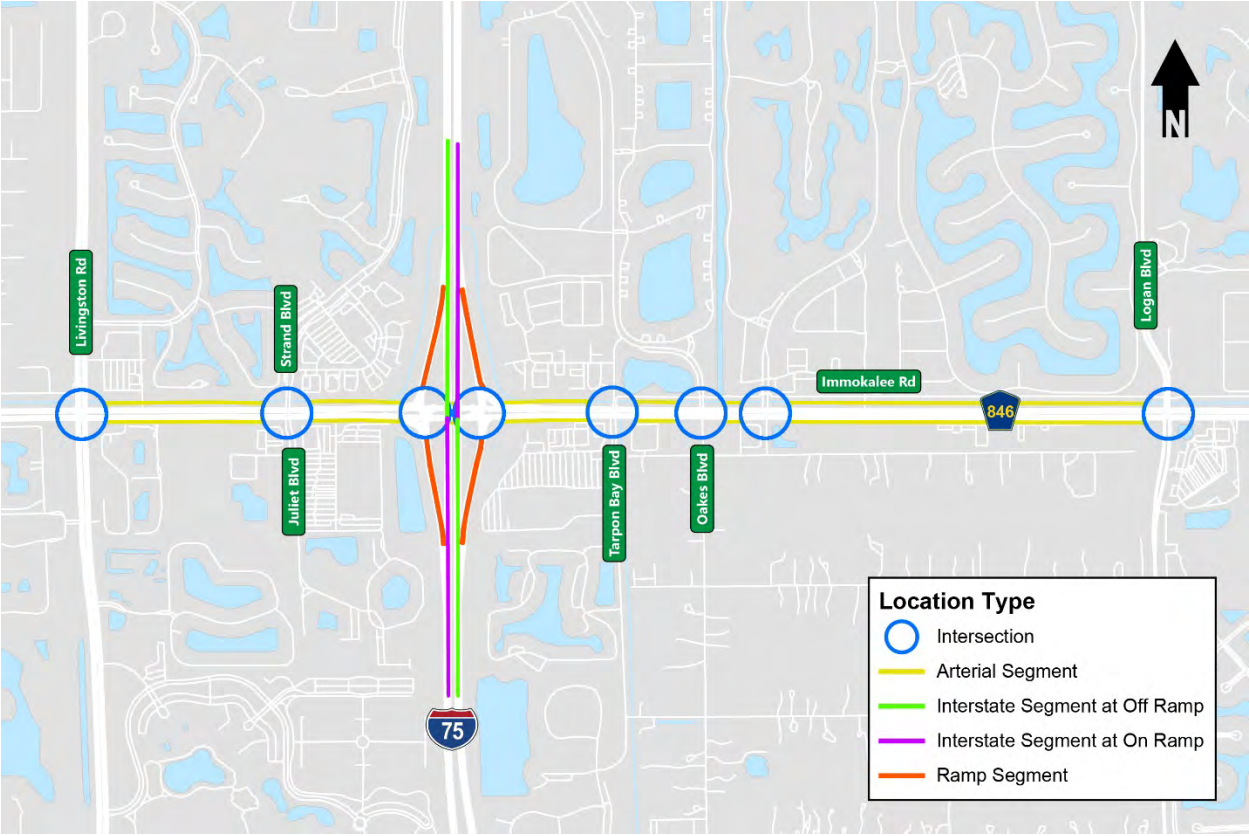 N
Livingston Rd
Strand Blvd
Logan Blvd
Immokalee Rd
846
Juliet Blvd
Tarpon Bay Blvd
Oakes Blvd
75
Location Type
Intersection
Arterial Segment
Interstate Segment at Off Ramp
Interstate Segment at On Ramp
Ramp Segment